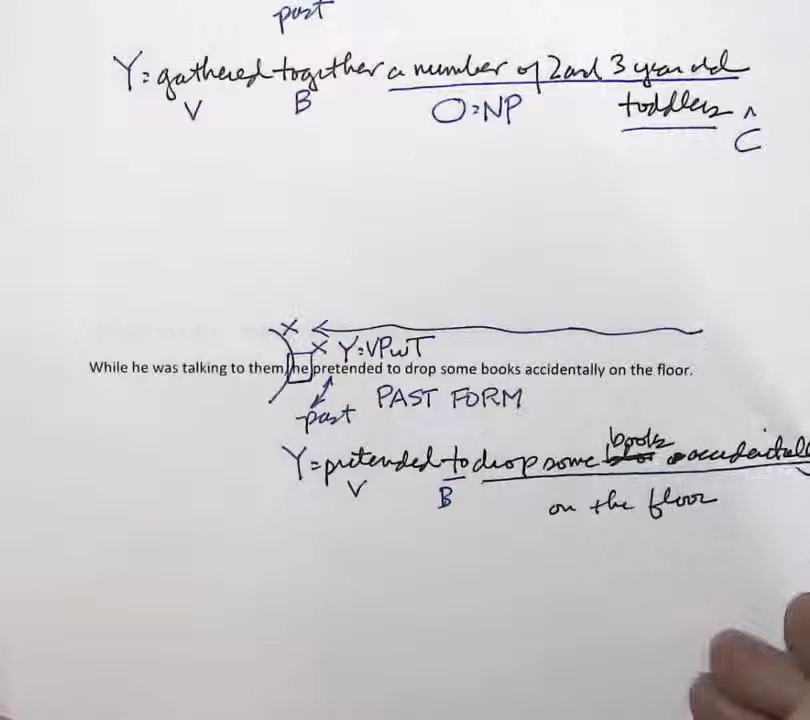 past
Y = gathered together a number of 2 and 3 year old
V B O = NP toddlers ^
C
X
X Y = VPwT
While he was talking to them, he pretended to drop some books accidentally on the floor.
past PAST FORM
books
Y = pretended to drop some accidentall
V B on the floor